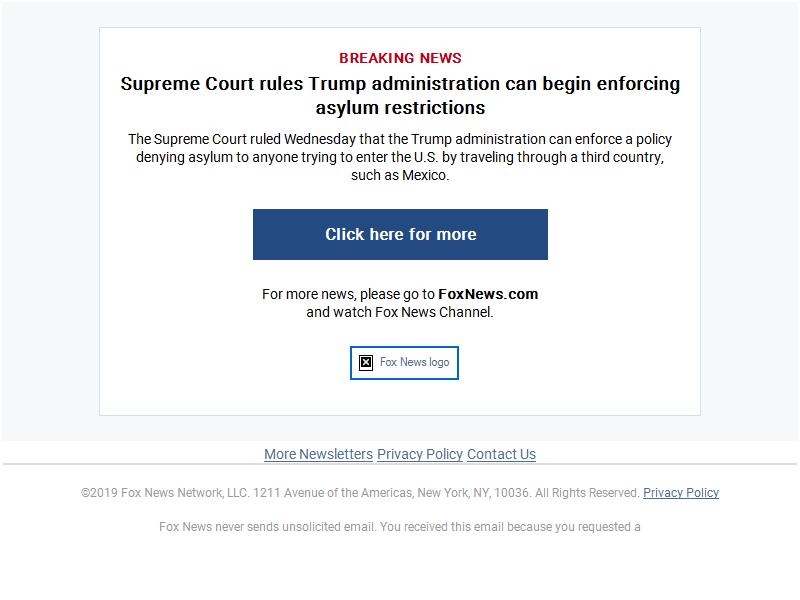 BREAKING NEWS
Supreme Court rules Trump administration can begin enforcing
asylum restrictions
The Supreme Court ruled Wednesday that the Trump administration can enforce a policy
denying asylum to anyone trying to enter the U.S. by traveling through a third country,
such as Mexico.
Click here for more
For more news, please go to FoxNews.com
and watch Fox News Channel.
Fox News logo
More Newsletters Privacy Policy Contact Us
©2019 Fox News Network, LLC. 1211 Avenue of the Americas, New York, NY, 10036. All Rights Reserved. Privacy Policy
Fox News never sends unsolicited email. You received this email because you requested a